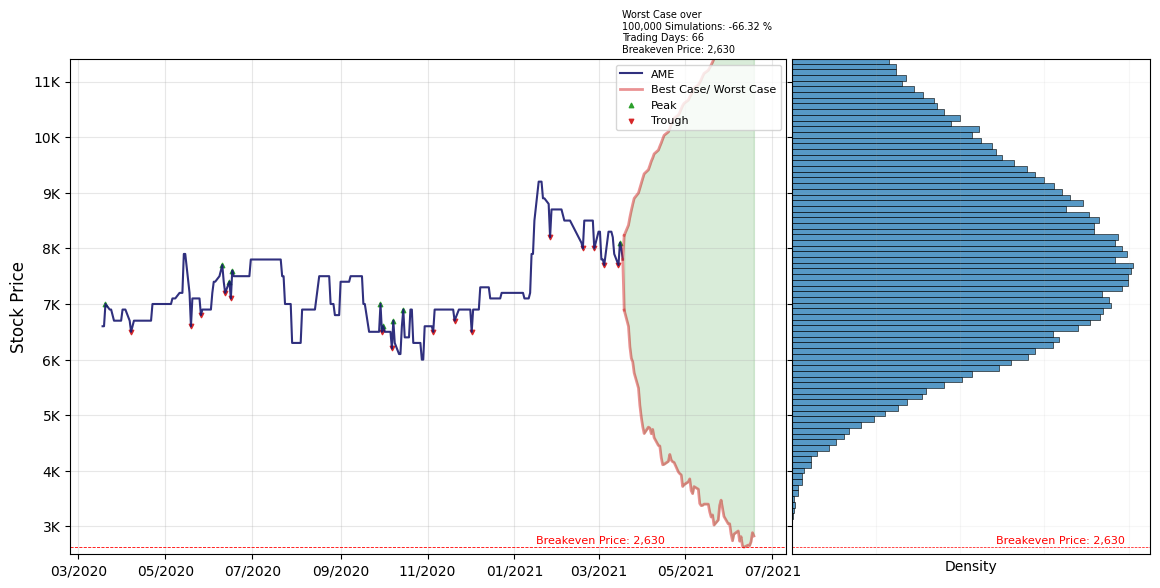 Worst Case over
100,000 Simulations: -66.32 %
Trading Days: 66
Breakeven Price: 2,630
AME
Best Case/ Worst Case
Peak
Trough
11K
10K
9K
8K
7K
6K
5K
4K
3K
Stock Price
Breakeven Price: 2,630
Breakeven Price: 2,630
03/2020
05/2020
07/2020
09/2020
11/2020
01/2021
03/2021
05/2021
07/2021
Density